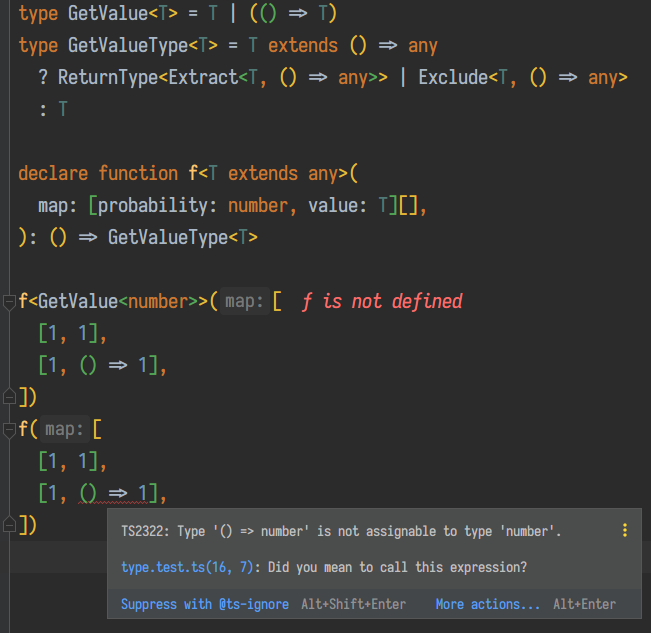 type GetValue<T> = T | (() => T)
type GetValueType<T> = T extends () => any
  ? ReturnType<Extract<T, () => any>> | Exclude<T, () => any>
  : T
declare function f<T extends any>(
  map: [probability: number, value: T][],
): () => GetValueType<T>
f<GetValue<number>>( map: [  f is not defined
  [1, 1],
  [1, () => 1],
])
f( map: [
  [1, 1],
  [1, () => 1],
])
TS2322: Type '() => number' is not assignable to type 'number'.
type.test.ts(16, 7): Did you mean to call this expression?
Suppress with @ts-ignore Alt+Shift+Enter More actions... Alt+Enter